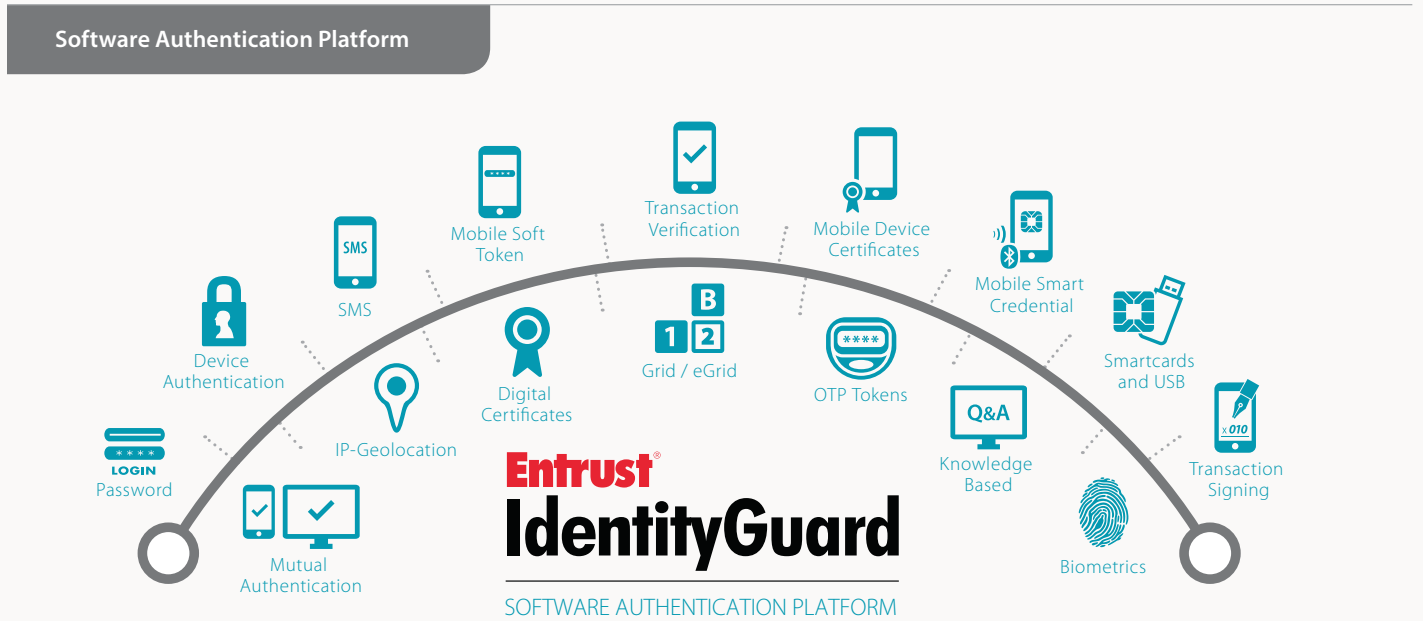 Software Authentication Platform
Transaction
Verification
Mobile Soft
Token
Mobile Device
Certificates
SMS
SMS
Mobile Smart
Credential
Device
Authentication
Smartcards
and USB
* * * *
LOGIN
Password
x 010
Transaction
Signing
B
1 2
Grid / eGrid
****
OTP Tokens
Digital
Certificates
IP-Geolocation
Q&A
Knowledge
Based
Mutual
Authentication
Biometrics
Entrust®
IdentityGuard
SOFTWARE AUTHENTICATION PLATFORM